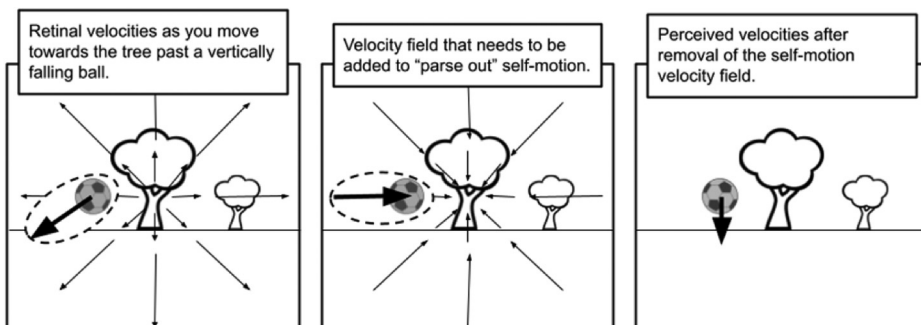 Retinal velocities as you move
towards the tree past a vertically
falling ball.
Velocity field that needs to be
added to “parse out” self-motion.
Perceived velocities after
removal of the self-motion
velocity field.